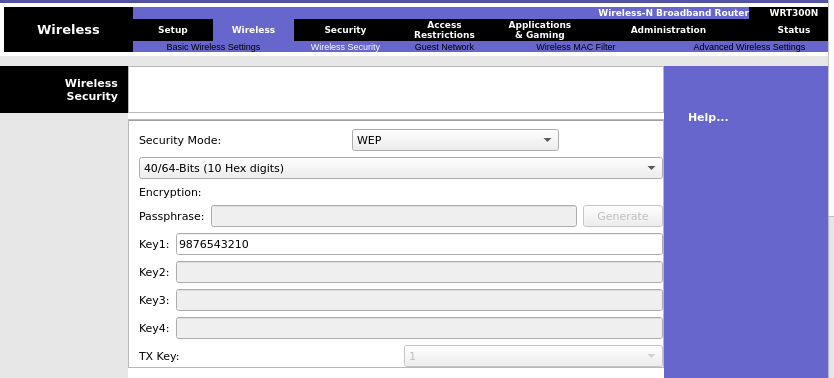 Wireless-N Broadband Router WRT300N
Wireless
Setup Wireless Security Access Restrictions Applications & Gaming Administration Status
Basic Wireless Settings Wireless Security Guest Network Wireless MAC Filter Advanced Wireless Settings
Wireless
Security
Help...
Security Mode: WEP
40/64-Bits (10 Hex digits)
Encryption:
Passphrase: Generate
Key1: 9876543210
Key2:
Key3:
Key4:
TX Key: 1